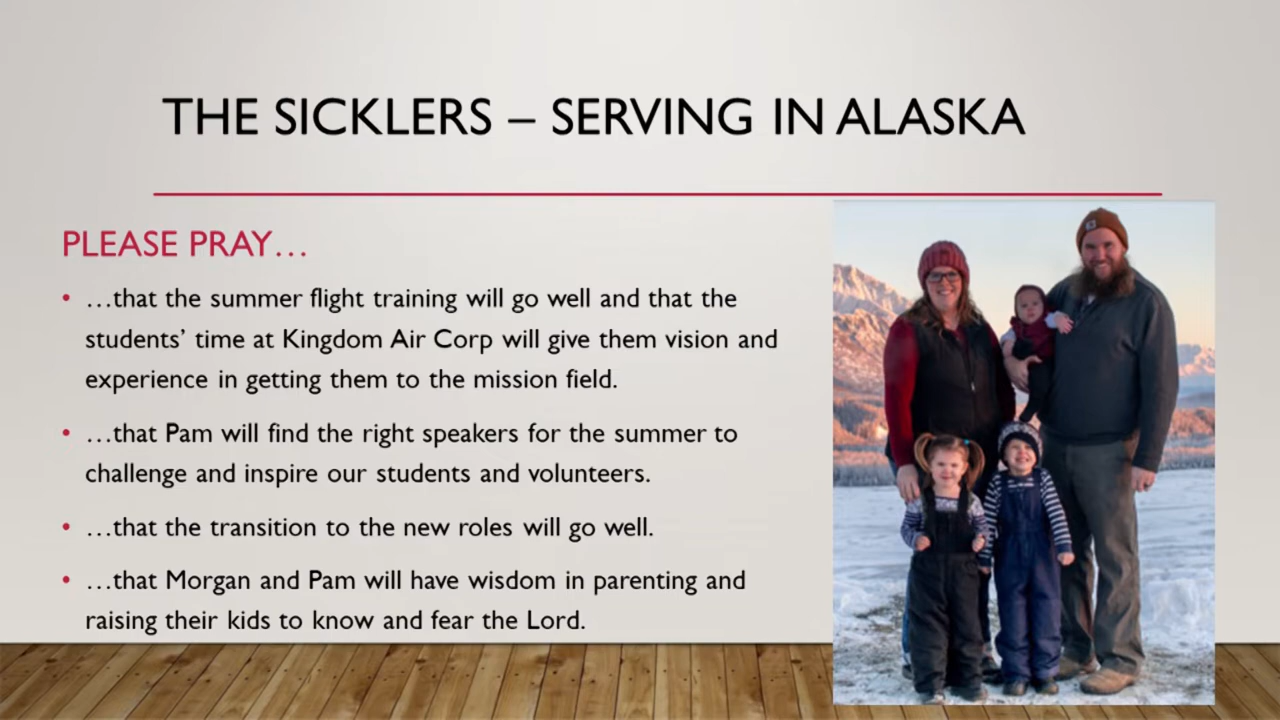 THE SICKLERS – SERVING IN ALASKA
PLEASE PRAY…
• …that the summer flight training will go well and that the
students’ time at Kingdom Air Corp will give them vision and
experience in getting them to the mission field.
• …that Pam will find the right speakers for the summer to
challenge and inspire our students and volunteers.
• …that the transition to the new roles will go well.
• …that Morgan and Pam will have wisdom in parenting and
raising their kids to know and fear the Lord.